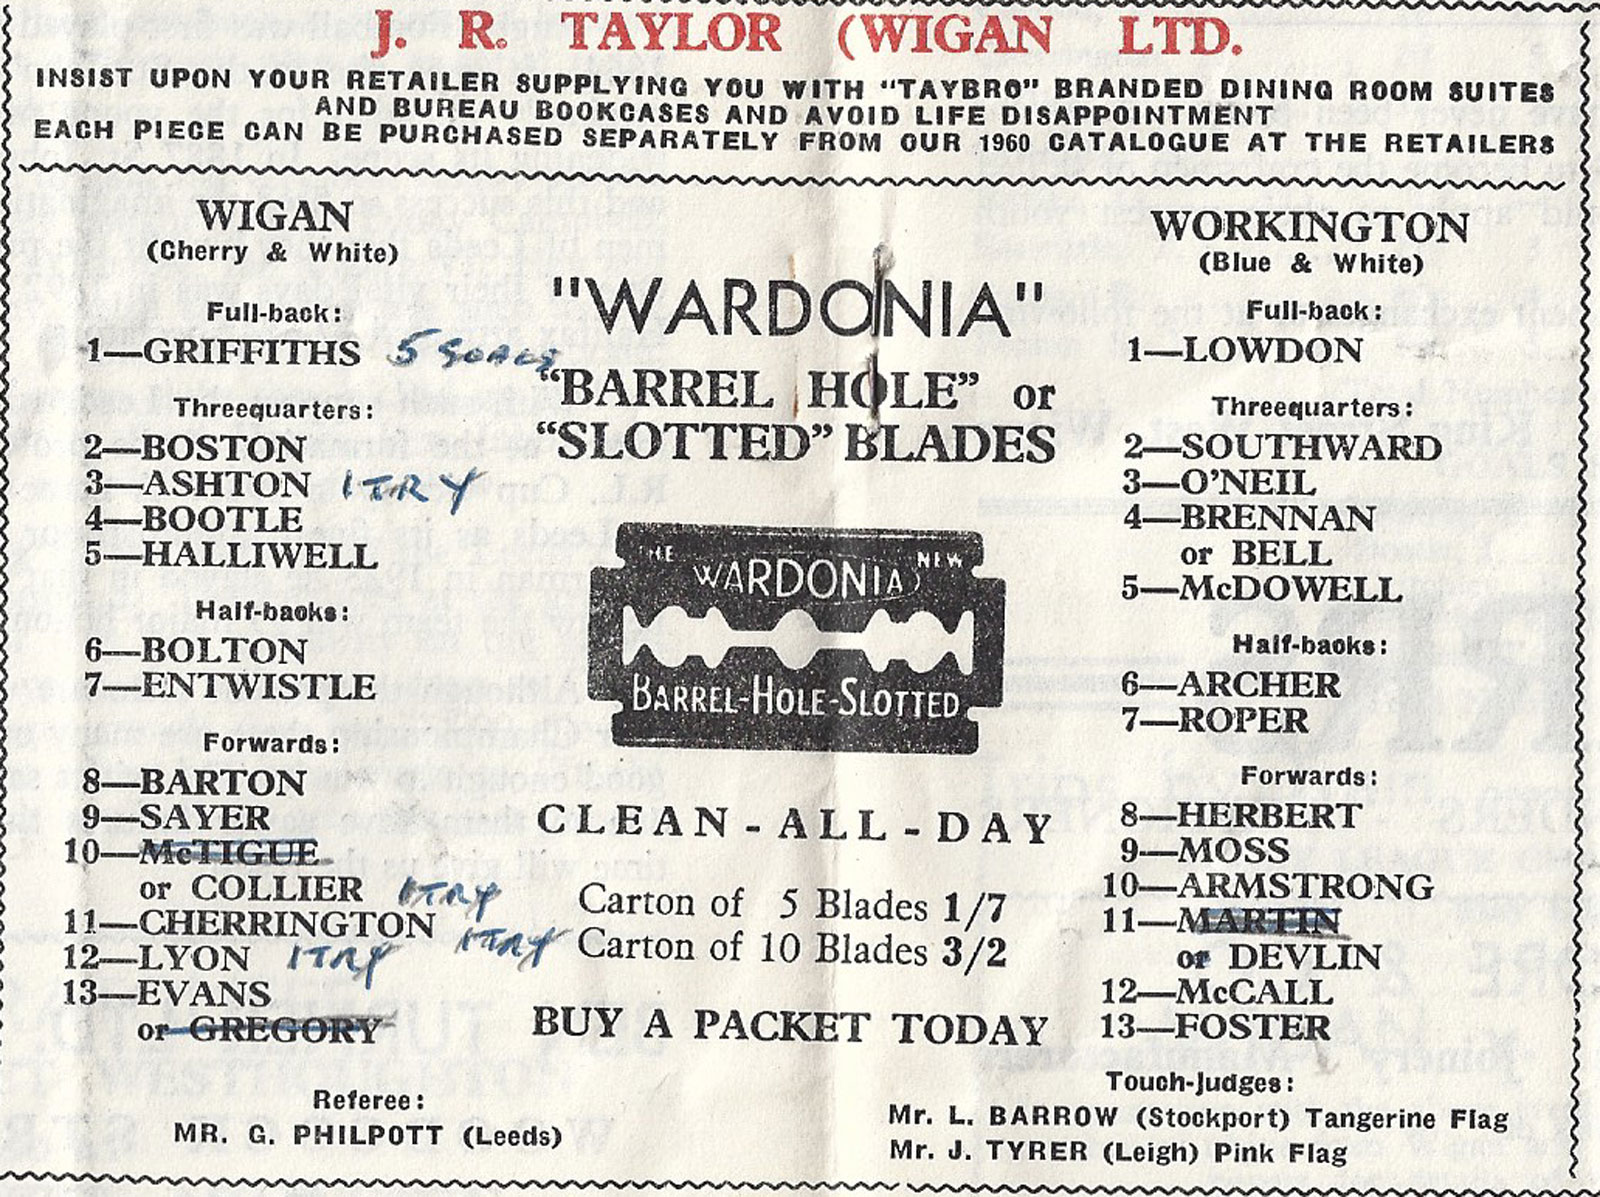 J. R. TAYLOR (WIGAN LTD.
INSIST UPON YOUR RETAILER SUPPLYING YOU WITH "TAYBRO" BRANDED DINING ROOM SUITES
AND BUREAU BOOKCASES AND AVOID LIFE DISAPPOINTMENT
EACH PIECE CAN BE PURCHASED SEPARATELY FROM OUR 1960 CATALOGUE AT THE RETAILERS
WIGAN
(Cherry & White)
Full-back:
1—GRIFFITHS 5 GOALS
Threequarters:
2—BOSTON
3—ASHTON 1 TRY
4—BOOTLE
5—HALLIWELL
Half-backs:
6—BOLTON
7—ENTWISTLE
Forwards:
8—BARTON
9—SAYER
10—McTIGUE
or COLLIER 1 TRY
11—CHERRINGTON 1 TRY
12—LYON 1 TRY
13—EVANS
or GREGORY
Referee:
MR. G. PHILPOTT (Leeds)
"WARDONIA"
"BARREL HOLE" or
"SLOTTED" BLADES
THE WARDONIA NEW
BARREL-HOLE-SLOTTED
CLEAN-ALL-DAY
Carton of 5 Blades 1/7
Carton of 10 Blades 3/2
BUY A PACKET TODAY
WORKINGTON
(Blue & White)
Full-back:
1—LOWDON
Threequarters:
2—SOUTHWARD
3—O'NEIL
4—BRENNAN
or BELL
5—McDOWELL
Half-backs:
6—ARCHER
7—ROPER
Forwards:
8—HERBERT
9—MOSS
10—ARMSTRONG
11—MARTIN
or DEVLIN
12—McCALL
13—FOSTER
Touch-Judges:
Mr. L. BARROW (Stockport) Tangerine Flag
Mr. J. TYRER (Leigh) Pink Flag